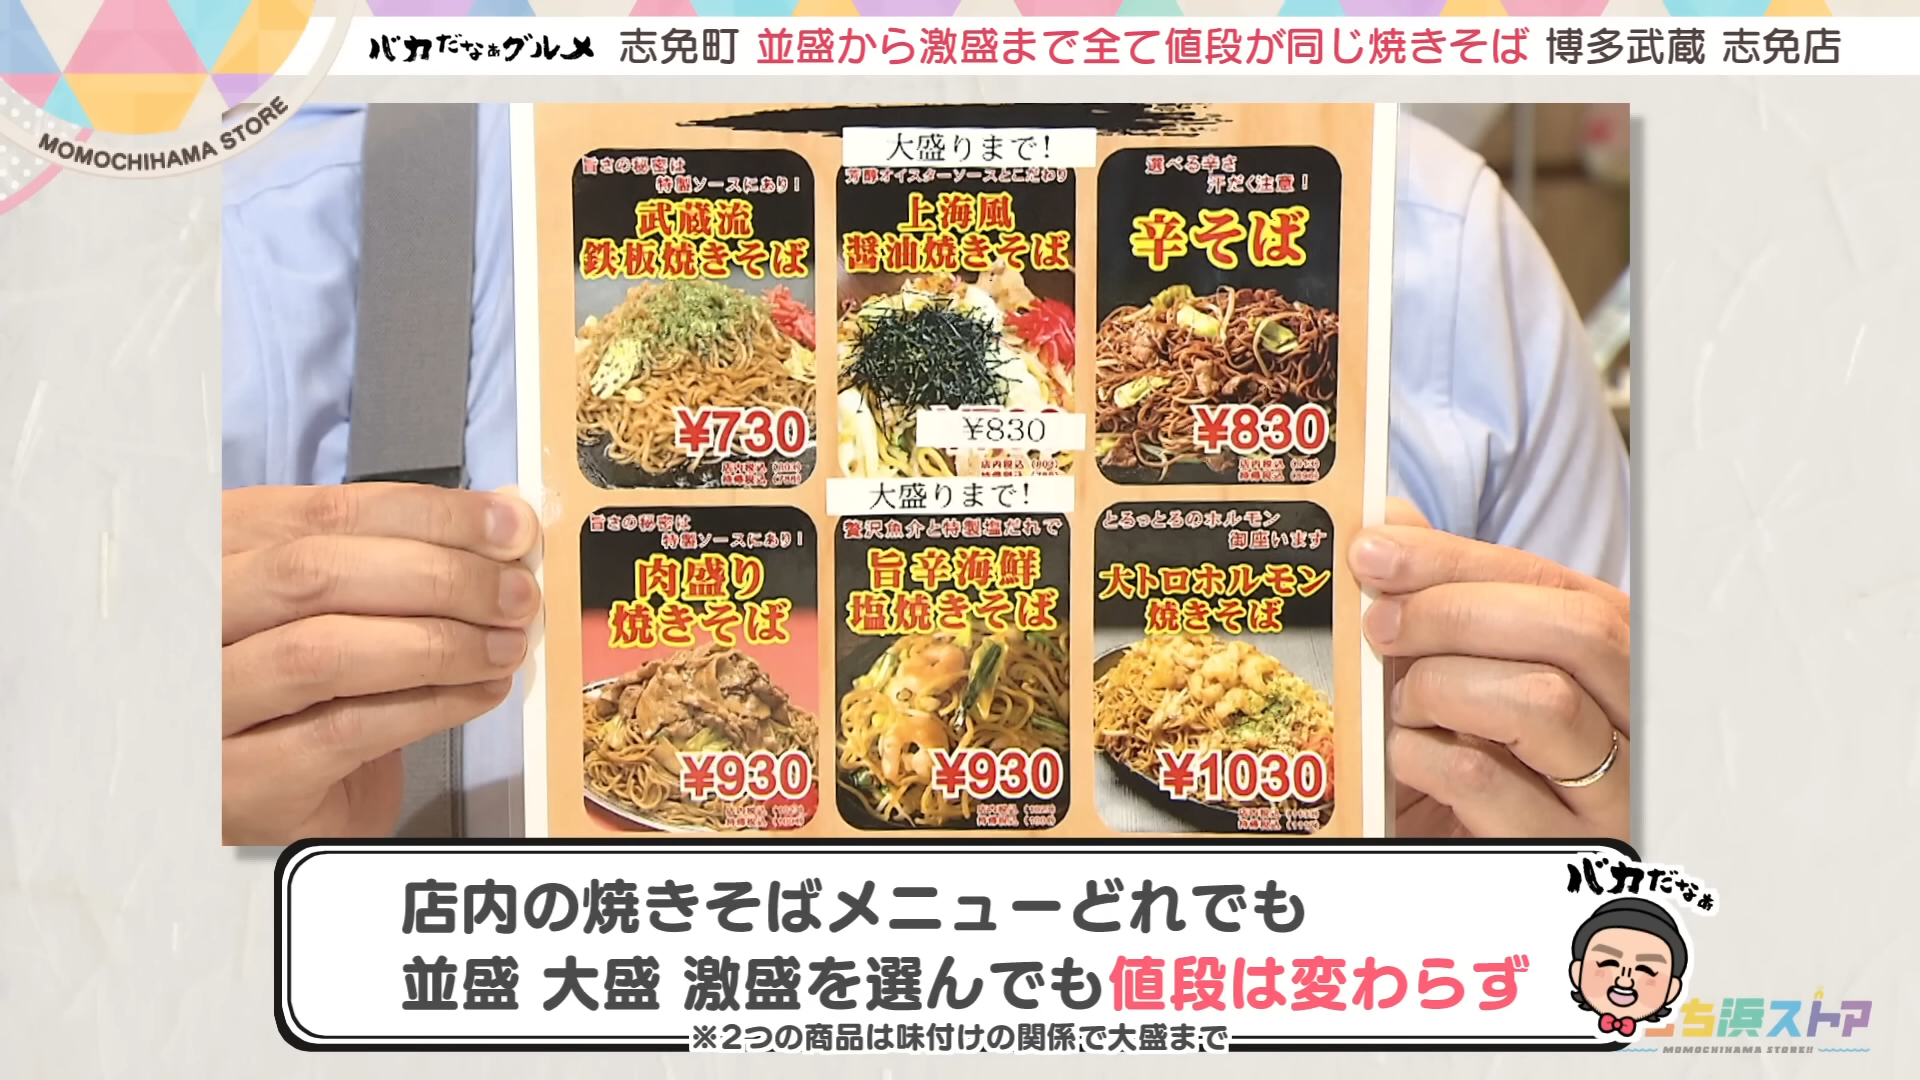 バカだなぁグルメ 志免町 並盛から激盛まで全て値段が同じ焼きそば 博多武蔵 志免店
MOMOCHIHAMA STORE
大盛りまで!
旨さの秘密は
特製ソースにあり!
武蔵流
鉄板焼きそば
¥730
芳醇オイスターソースとこだわり
上海風
醤油焼きそば
¥830
選べる辛さ
汗だく注意!
辛そば
¥830
大盛りまで!
旨さの秘密は
特製ソースにあり!
肉盛り
焼きそば
¥930
贅沢魚介と特製塩だれで
旨辛海鮮
塩焼きそば
¥930
とろっとろのホルモン
御座います
大トロホルモン
焼きそば
¥1030
店内の焼きそばメニューどれでも
並盛 大盛 激盛を選んでも値段は変わらず
※2つの商品は味付けの関係で大盛まで
バカだなぁ
ち浜ストア
MOMOCHIHAMA STORE!!